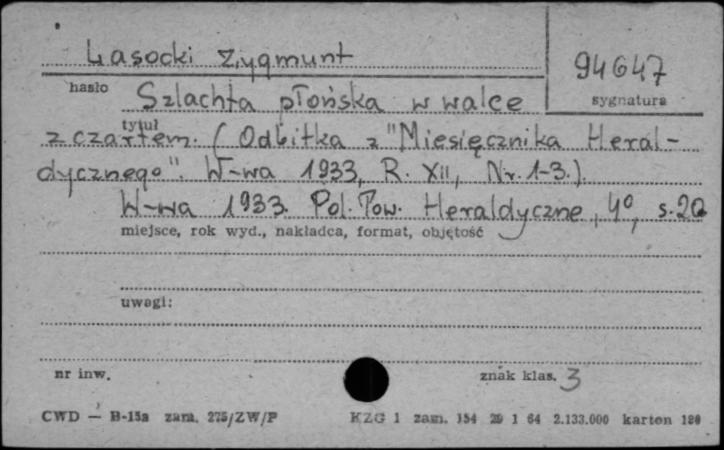 Lasocki Zygmunt
94647
hasło
sygnatura
Szlachta płońska w walce
tytuł
z czartem. (Odbitka z "Miesięcznika Heral-
dycznego". W-wa 1933, R. XII, Nr. 1-3.).
W-wa 1933. Pol. Tow. Heraldyczne, 4°, s. 20
miejsce, rok wyd., nakładca, format, objętość
uwagi:
nr inw.
znak klas. 3
CWD — H-15a zam. 275/ZW/P
KZG 1 zam. 154 29 1 64 2.133.000 karton